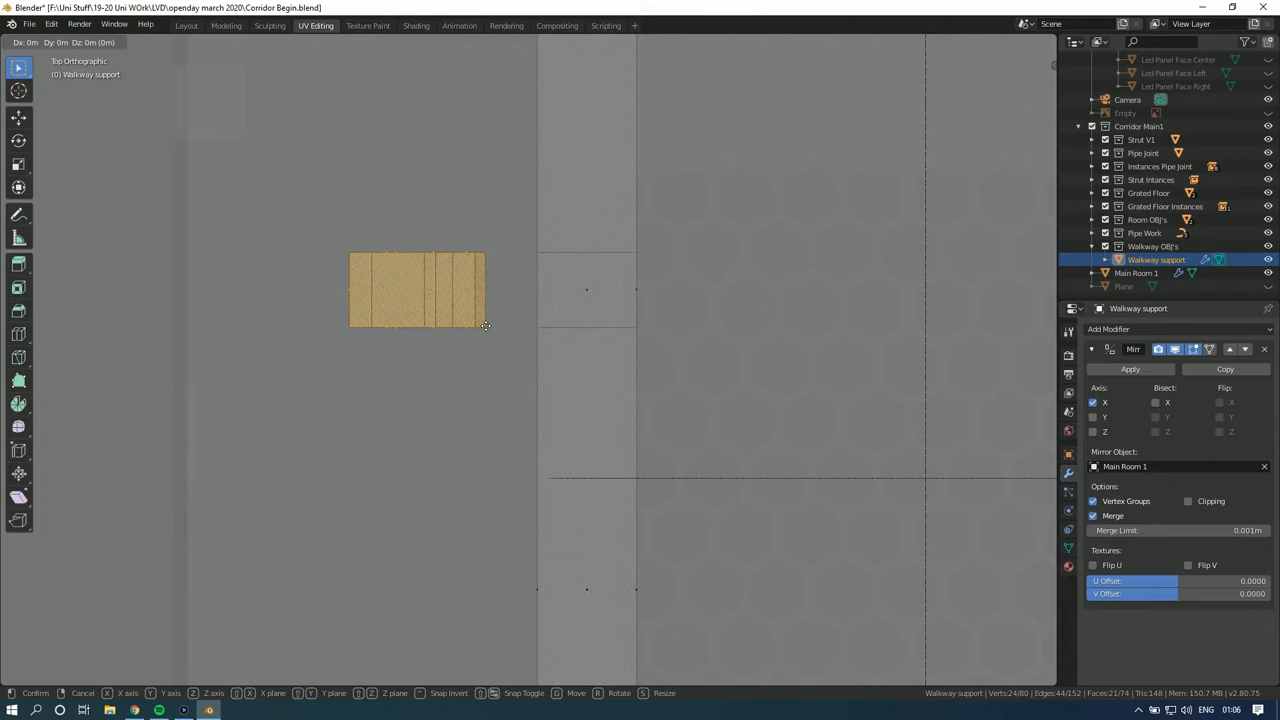 Blender* [F:\Uni Stuff\19-20 Uni WOrk\LVD\openday march 2020\Corridor Begin.blend]
File Edit Render Window Help
Layout Modeling Sculpting UV Editing Texture Paint Shading Animation Rendering Compositing Scripting +
Scene View Layer
Dx: 0m Dy: 0m Dz: 0m (0m)
Top Orthographic
(0) Walkway support
Led Panel Face Center
Led Panel Face Left
Led Panel Face Right
Camera
Empty
Corridor Main1
Strut V1
Pipe Joint
Instances Pipe Joint
Strut Intances
Grated Floor
Grated Floor Instances
Room OBJ's
Pipe Work
Walkway OBJ's
Walkway support
Main Room 1
Plane
Walkway support
Add Modifier
Mirr
Apply Copy
Axis: Bisect: Flip:
X X X
Y Y Y
Z Z Z
Mirror Object:
Main Room 1
Options:
Vertex Groups Clipping
Merge
Merge Limit: 0.001m
Textures:
Flip U Flip V
U Offset: 0.0000
V Offset: 0.0000
Confirm Cancel X X axis Y Y axis Z Z axis X X plane Y Y plane Z Z plane Snap Invert Snap Toggle G Move R Rotate S Resize
Walkway support | Verts:24/80 | Edges:44/152 | Faces:21/74 | Tris:148 | Mem: 150.7 MB | v2.80.75
ENG 01:06